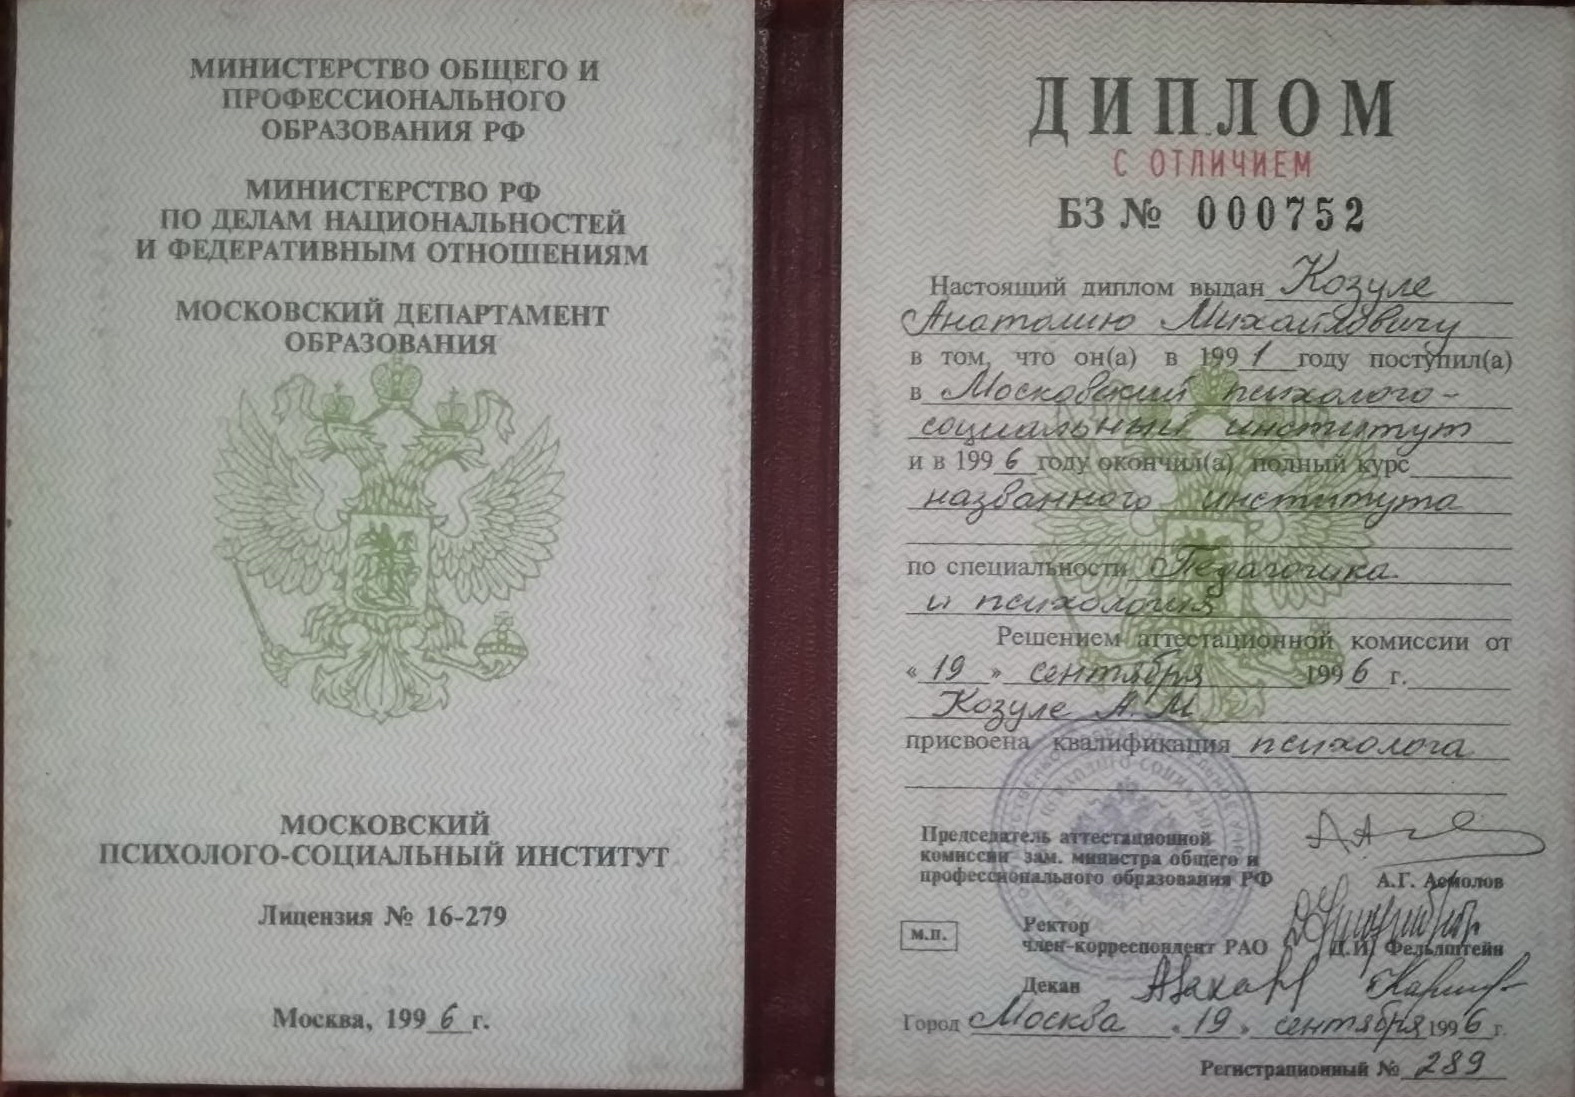 МИНИСТЕРСТВО ОБЩЕГО И
ПРОФЕССИОНАЛЬНОГО
ОБРАЗОВАНИЯ РФ
МИНИСТЕРСТВО РФ
ПО ДЕЛАМ НАЦИОНАЛЬНОСТЕЙ
И ФЕДЕРАТИВНЫМ ОТНОШЕНИЯМ
МОСКОВСКИЙ ДЕПАРТАМЕНТ
ОБРАЗОВАНИЯ
МОСКОВСКИЙ
ПСИХОЛОГО-СОЦИАЛЬНЫЙ ИНСТИТУТ
Лицензия № 16-279
Москва, 1996 г.
ДИПЛОМ
С ОТЛИЧИЕМ
БЗ № 000752
Настоящий диплом выдан Козуле
Анатолию Михайловичу
в том, что он(а) в 1991 году поступил(а)
в Московский психолого-
социальный институт
и в 1996 году окончил(а) полный курс
названного института
по специальности Педагогика
и психология
Решением аттестационной комиссии от
«19» сентября 1996 г.
Козуле А.М
присвоена квалификация психолога
Председатель аттестационной
комиссии зам. министра общего и
профессионального образования РФ
А.Г. Асмолов
м.п.
Ректор
член-корреспондент РАО Д.И. Фельдштейн
Декан
Город Москва «19» сентября 1996 г.
Регистрационный № 289